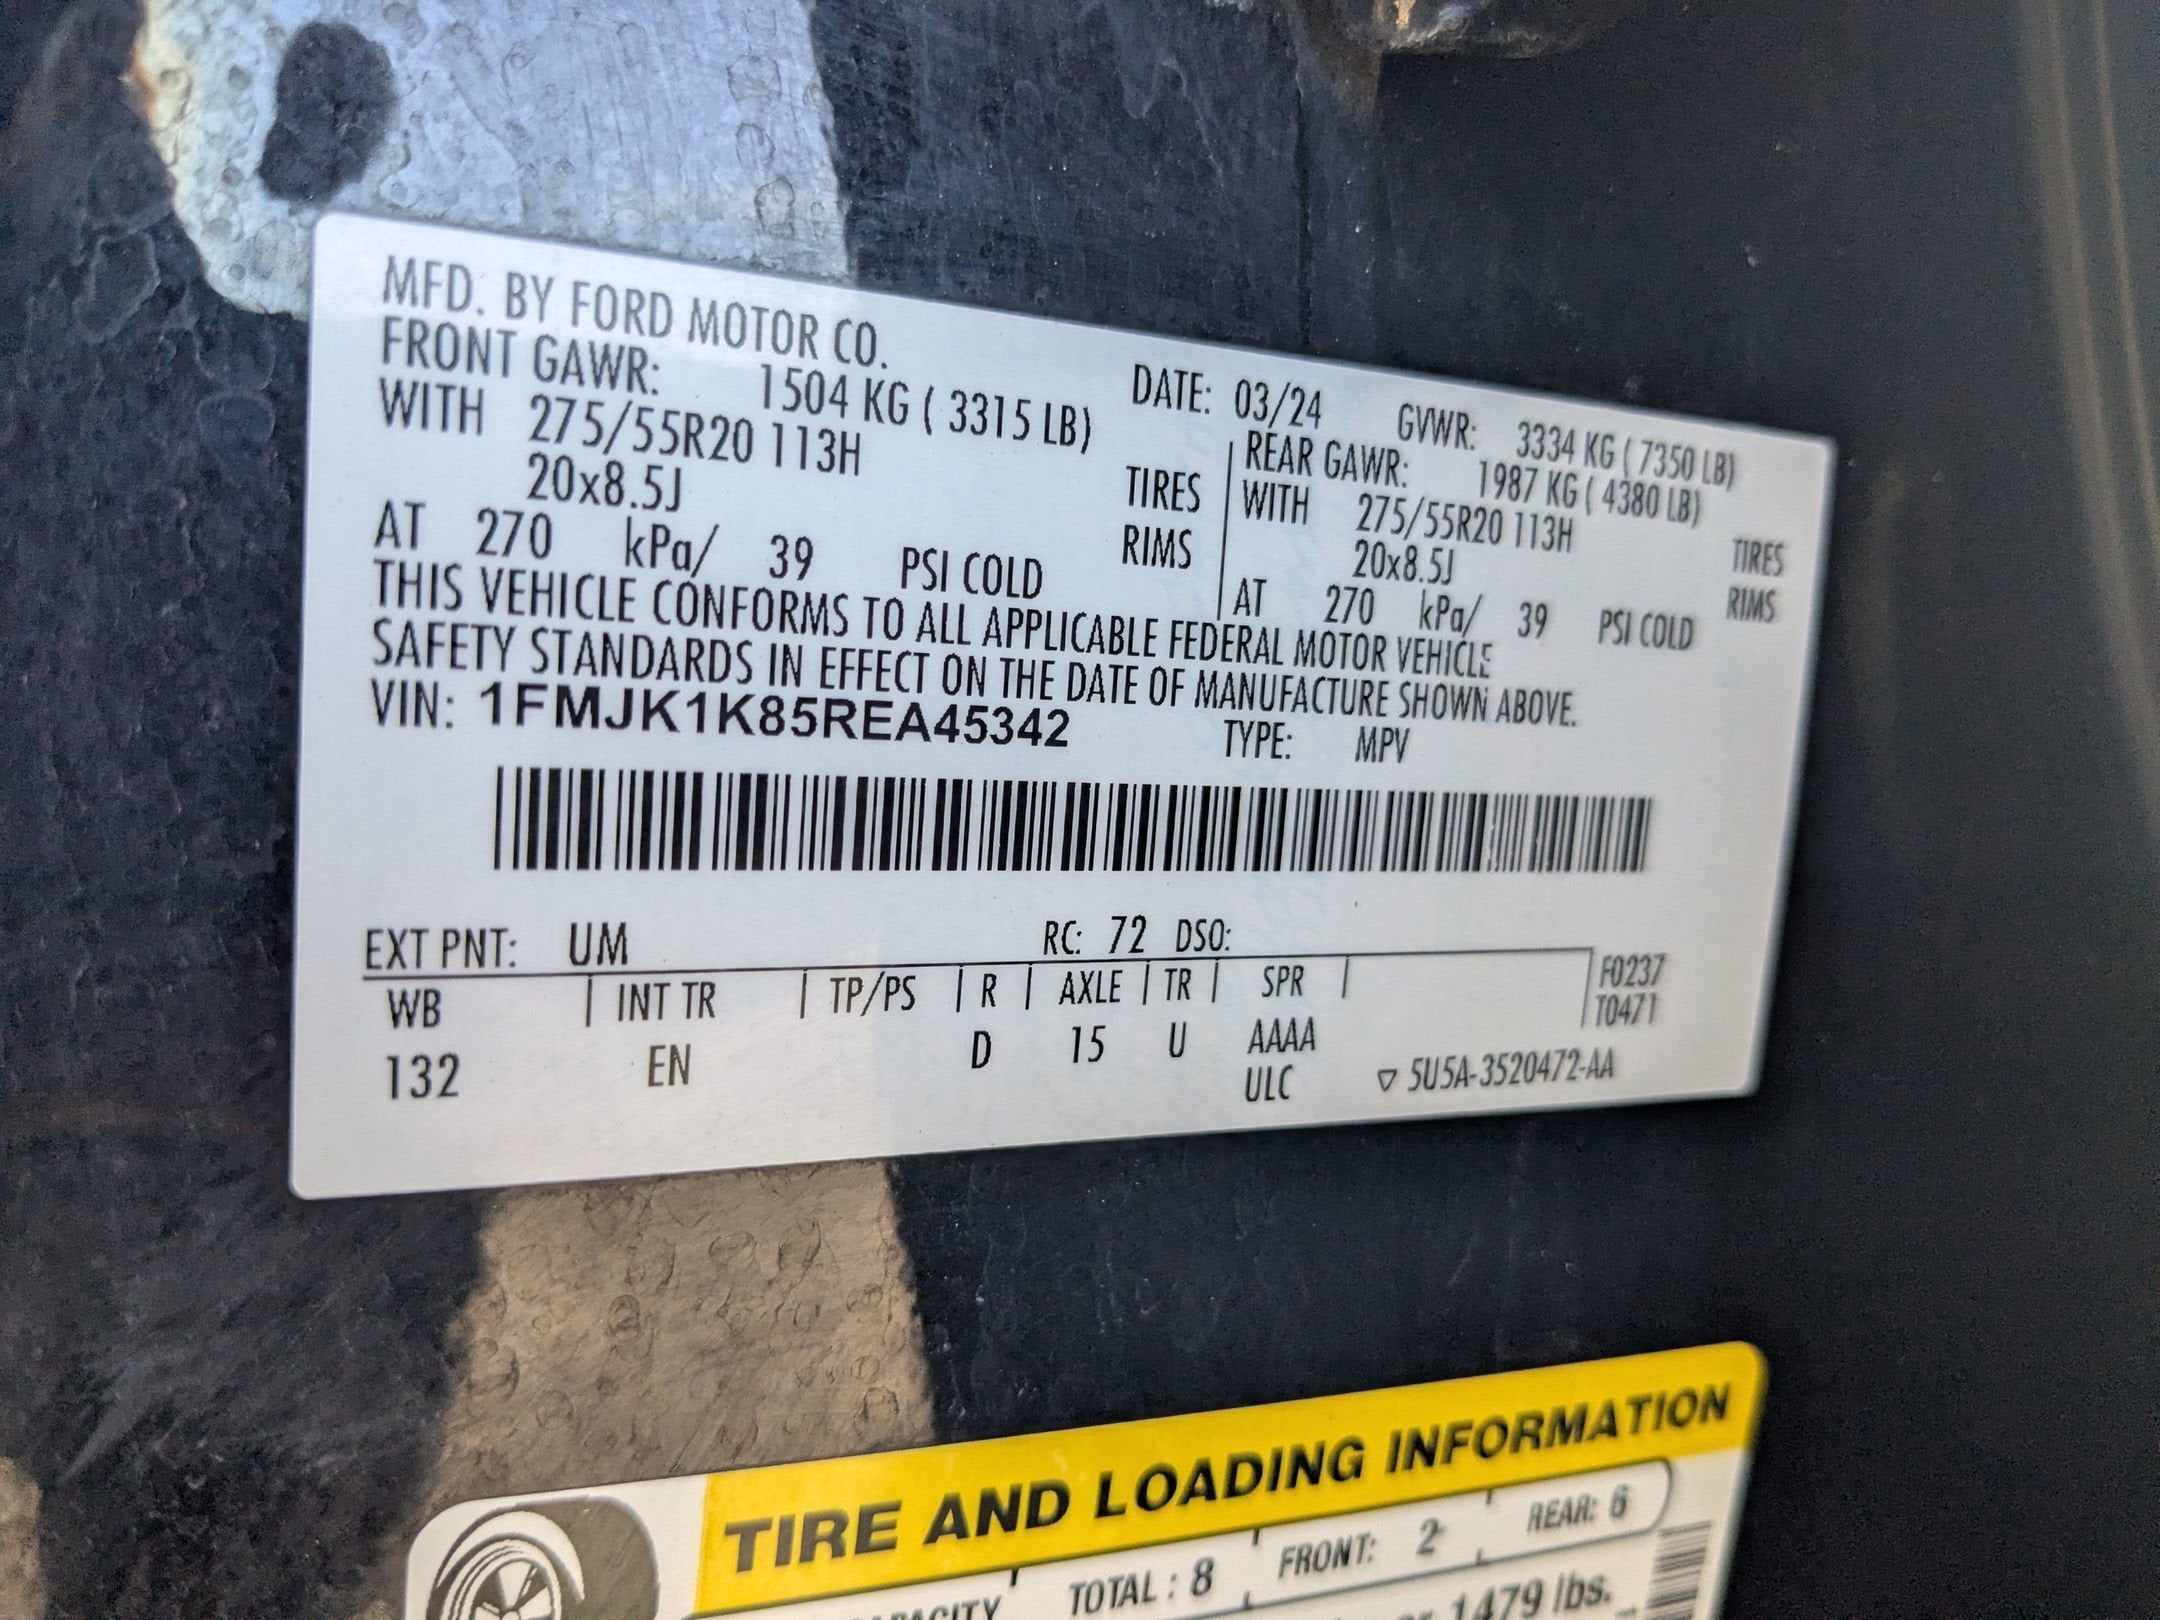 MFD. BY FORD MOTOR CO.
DATE: 03/24 GVWR: 3334 KG ( 7350 LB)
FRONT GAWR: 1504 KG ( 3315 LB)
WITH 275/55R20 113H TIRES
20x8.5J RIMS
AT 270 kPa/ 39 PSI COLD
REAR GAWR: 1987 KG ( 4380 LB)
WITH 275/55R20 113H TIRES
20x8.5J RIMS
AT 270 kPa/ 39 PSI COLD
THIS VEHICLE CONFORMS TO ALL APPLICABLE FEDERAL MOTOR VEHICLE
SAFETY STANDARDS IN EFFECT ON THE DATE OF MANUFACTURE SHOWN ABOVE.
VIN: 1FMJK1K85REA45342 TYPE: MPV
EXT PNT: UM RC: 72 DSO:
WB | INT TR | TP/PS | R | AXLE | TR | SPR |
132 EN D 15 U AAAA
ULC
F0237
T0471
▽ 5U5A-3520472-AA
TIRE AND LOADING INFORMATION
TOTAL : 8 FRONT: 2 REAR: 6
1479 lbs.